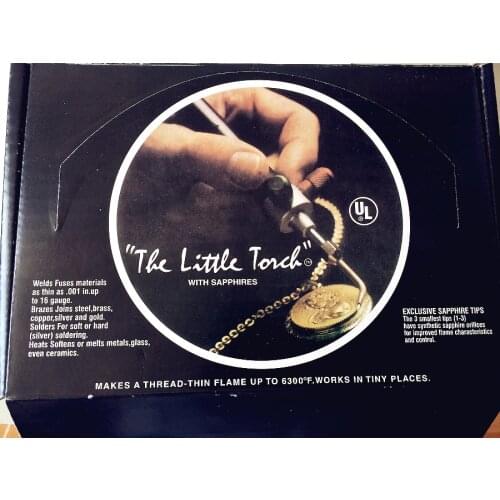 UL
"The Little Torch"
WITH SAPPHIRES
Welds Fuses materials
as thin as .001 in.up
to 16 gauge.
Brazes Joins steel,brass,
coppor,silver and gold.
Solders For soft or hard
(silver) soldering.
Heats Softens or melts metals,glass,
even ceramics.
EXCLUSIVE SAPPHIRE TIPS
The 3 smallest tips (1-3)
have synthetic sapphire orifices
for improved flame characteristics
and control.
MAKES A THREAD-THIN FLAME UP TO 6300°F.WORKS IN TINY PLACES.